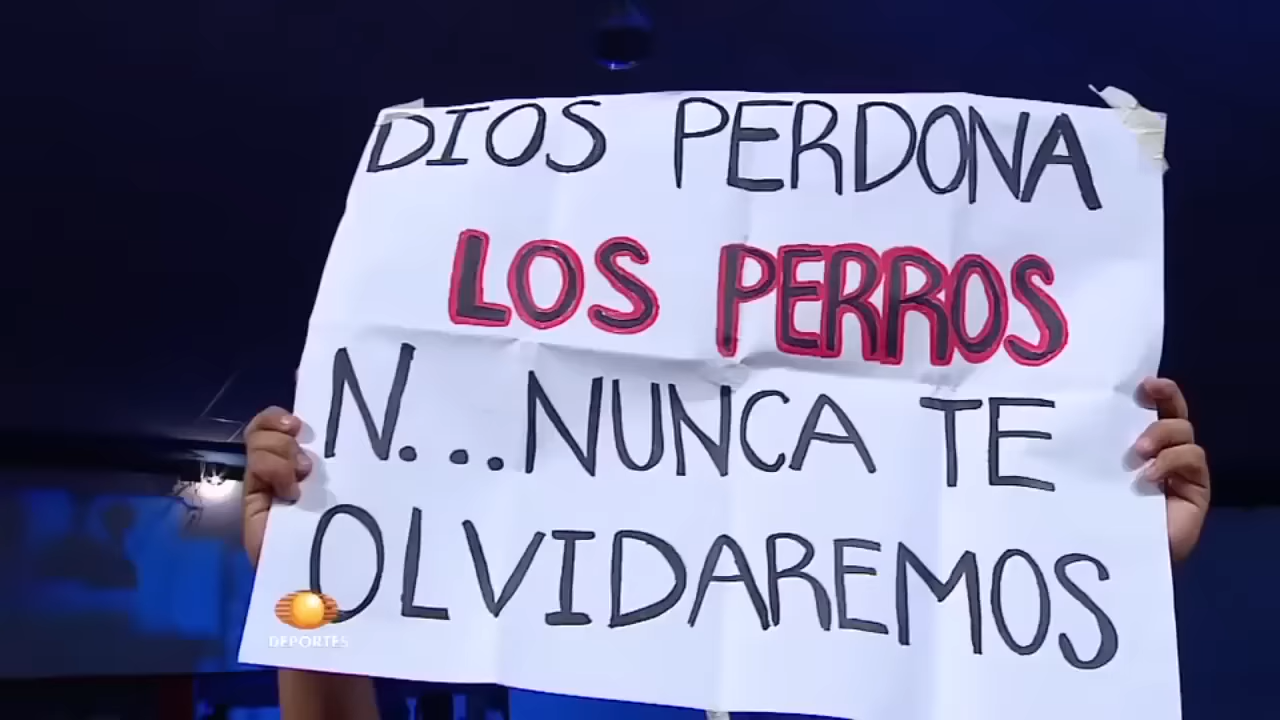 DIOS PERDONA
LOS PERROS
N...NUNCA TE
OLVIDAREMOS
DEPORTES